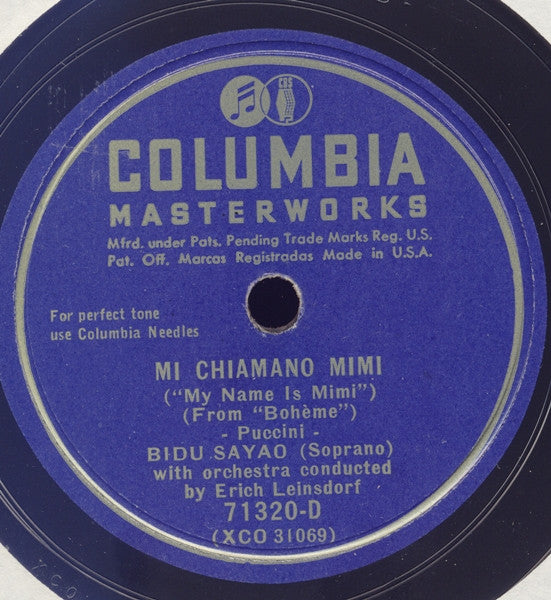 CBS
COLUMBIA
MASTERWORKS
Mfrd. under Pats. Pending Trade Marks Reg. U.S.
Pat. Off. Marcas Registradas Made in U.S.A.
For perfect tone
use Columbia Needles
MI CHIAMANO MIMI
("My Name Is Mimi")
(From "Bohème")
- Puccini -
BIDU SAYAO (Soprano)
with orchestra conducted
by Erich Leinsdorf
71320-D
(XCO 31069)
XCO